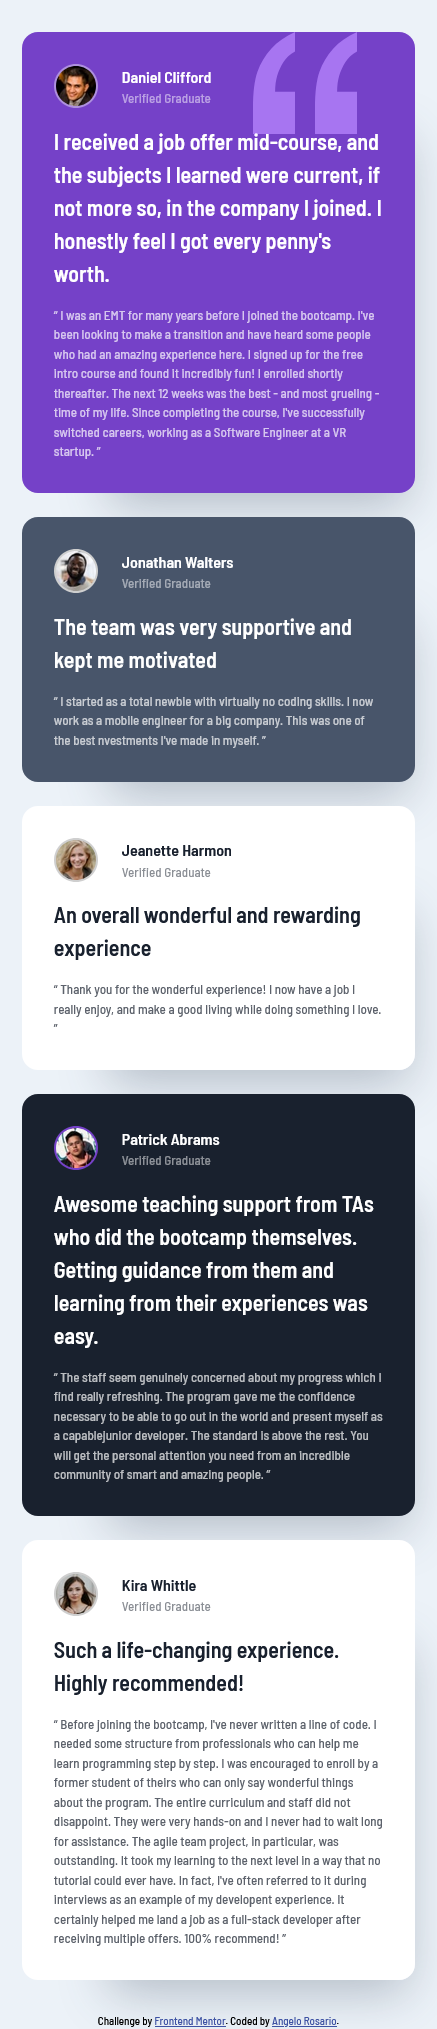 Daniel Clifford
Verified Graduate
I received a job offer mid-course, and
the subjects I learned were current, if
not more so, in the company I joined. I
honestly feel I got every penny's
worth.
“ I was an EMT for many years before I joined the bootcamp. I've
been looking to make a transition and have heard some people
who had an amazing experience here. I signed up for the free
intro course and found it incredibly fun! I enrolled shortly
thereafter. The next 12 weeks was the best - and most grueling -
time of my life. Since completing the course, I've successfully
switched careers, working as a Software Engineer at a VR
startup. ”
Jonathan Walters
Verified Graduate
The team was very supportive and
kept me motivated
“ I started as a total newbie with virtually no coding skills. I now
work as a mobile engineer for a big company. This was one of
the best nvestments I've made in myself. ”
Jeanette Harmon
Verified Graduate
An overall wonderful and rewarding
experience
“ Thank you for the wonderful experience! I now have a job I
really enjoy, and make a good living while doing something I love.
”
Patrick Abrams
Verified Graduate
Awesome teaching support from TAs
who did the bootcamp themselves.
Getting guidance from them and
learning from their experiences was
easy.
“ The staff seem genuinely concerned about my progress which I
find really refreshing. The program gave me the confidence
necessary to be able to go out in the world and present myself as
a capablejunior developer. The standard is above the rest. You
will get the personal attention you need from an incredible
community of smart and amazing people. ”
Kira Whittle
Verified Graduate
Such a life-changing experience.
Highly recommended!
“ Before joining the bootcamp, I've never written a line of code. I
needed some structure from professionals who can help me
learn programming step by step. I was encouraged to enroll by a
former student of theirs who can only say wonderful things
about the program. The entire curriculum and staff did not
disappoint. They were very hands-on and I never had to wait long
for assistance. The agile team project, in particular, was
outstanding. It took my learning to the next level in a way that no
tutorial could ever have. In fact, I've often referred to it during
interviews as an example of my developent experience. It
certainly helped me land a job as a full-stack developer after
receiving multiple offers. 100% recommend! ”
Challenge by Frontend Mentor. Coded by Angelo Rosario.